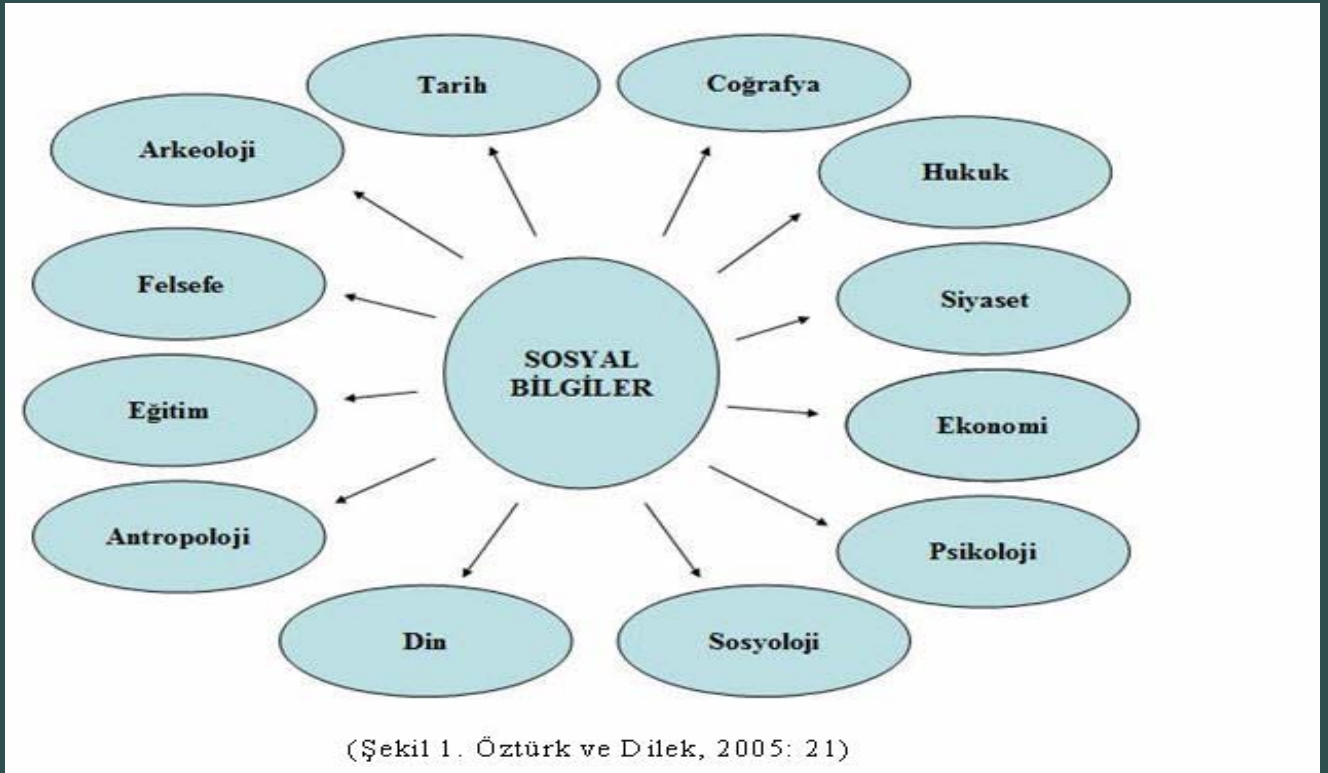 Tarih
Coğrafya
Arkeoloji
Hukuk
Felsefe
Siyaset
SOSYAL
BİLGİLER
Eğitim
Ekonomi
Antropoloji
Psikoloji
Din
Sosyoloji
(Şekil 1. Öztürk ve Dilek, 2005: 21)